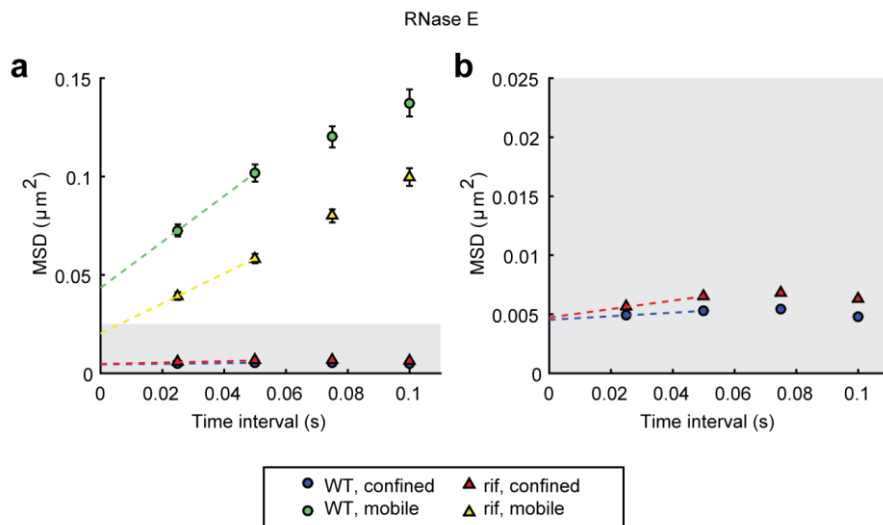 RNase E
a
0.15
0.1
0.05
0
MSD (µm²)
0 0.02 0.04 0.06 0.08 0.1
Time interval (s)
b
0.025
0.02
0.015
0.01
0.005
0
MSD (µm²)
0 0.02 0.04 0.06 0.08 0.1
Time interval (s)
WT, confined
rif, confined
WT, mobile
rif, mobile